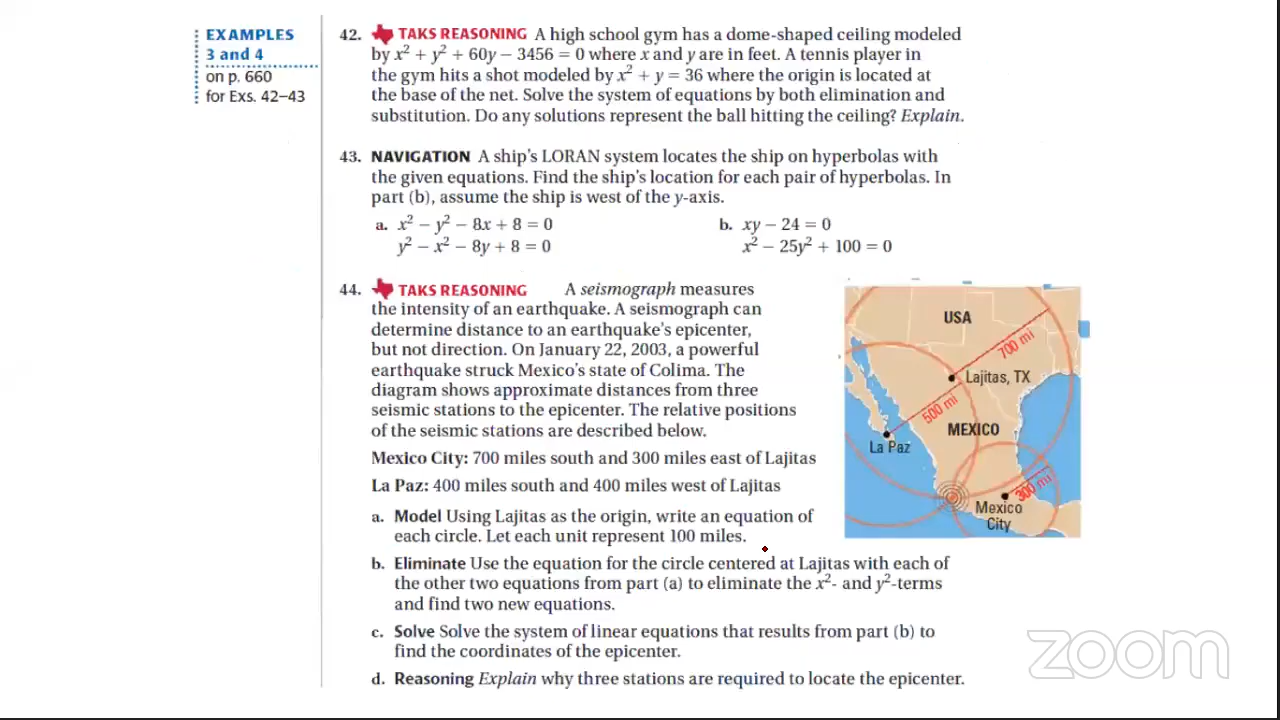 EXAMPLES
3 and 4
on p. 660
for Exs. 42–43
42. TAKS REASONING A high school gym has a dome-shaped ceiling modeled
by x² + y² + 60y − 3456 = 0 where x and y are in feet. A tennis player in
the gym hits a shot modeled by x² + y = 36 where the origin is located at
the base of the net. Solve the system of equations by both elimination and
substitution. Do any solutions represent the ball hitting the ceiling? Explain.
43. NAVIGATION A ship's LORAN system locates the ship on hyperbolas with
the given equations. Find the ship's location for each pair of hyperbolas. In
part (b), assume the ship is west of the y-axis.
a. x² − y² − 8x + 8 = 0
y² − x² − 8y + 8 = 0
b. xy − 24 = 0
x² − 25y² + 100 = 0
44. TAKS REASONING A seismograph measures
the intensity of an earthquake. A seismograph can
determine distance to an earthquake's epicenter,
but not direction. On January 22, 2003, a powerful
earthquake struck Mexico's state of Colima. The
diagram shows approximate distances from three
seismic stations to the epicenter. The relative positions
of the seismic stations are described below.
Mexico City: 700 miles south and 300 miles east of Lajitas
La Paz: 400 miles south and 400 miles west of Lajitas
a. Model Using Lajitas as the origin, write an equation of
each circle. Let each unit represent 100 miles.
b. Eliminate Use the equation for the circle centered at Lajitas with each of
the other two equations from part (a) to eliminate the x²- and y²-terms
and find two new equations.
c. Solve Solve the system of linear equations that results from part (b) to
find the coordinates of the epicenter.
d. Reasoning Explain why three stations are required to locate the epicenter.
USA
700 mi
Lajitas, TX
500 mi
MEXICO
La Paz
300 mi
Mexico
City
zoom